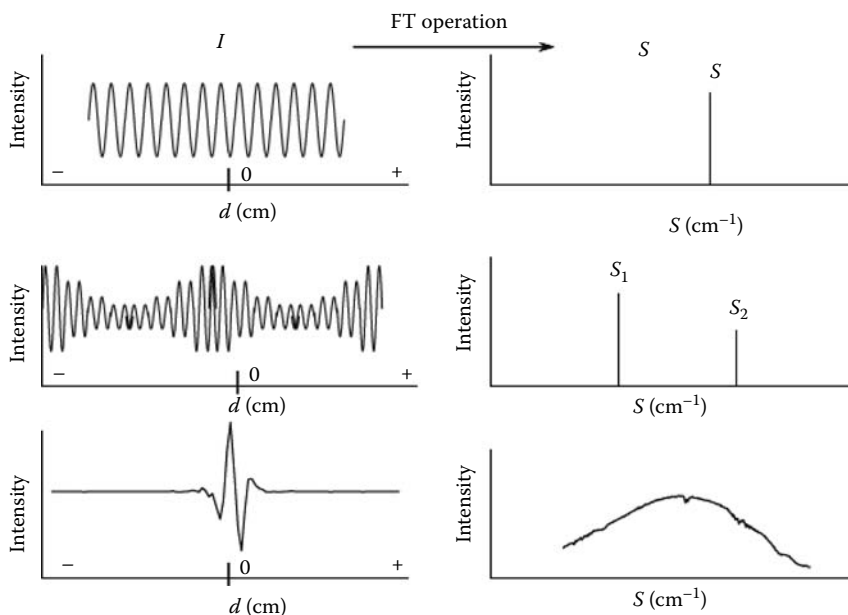 FT operation
I
S
S
Intensity
Intensity
−
0
+
d (cm)
S (cm−1)
S1
S2
Intensity
Intensity
−
0
+
d (cm)
S (cm−1)
Intensity
Intensity
−
0
+
d (cm)
S (cm−1)